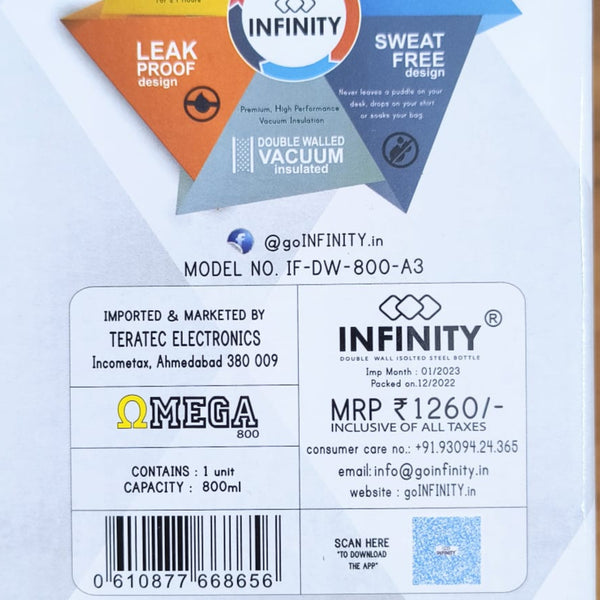 INFINITY
LEAK
PROOF
design
SWEAT
FREE
design
Never leaves a puddle on your
desk, drops on your shirt
or soaks your bag.
Premium, High Performance
Vacuum Insulation
DOUBLE WALLED
VACUUM
insulated
@goINFINITY.in
MODEL NO. IF-DW-800-A3
IMPORTED & MARKETED BY
TERATEC ELECTRONICS
Incometax, Ahmedabad 380 009
ΩMEGA
800
CONTAINS : 1 unit
CAPACITY : 800ml
0 610877 668656
INFINITY®
DOUBLE WALL ISOLTED STEEL BOTTLE
Imp Month : 01/2023
Packed on.12/2022
MRP ₹1260/-
INCLUSIVE OF ALL TAXES
consumer care no.: +91.93094.24.365
email:info@goinfinity.in
website : goINFINITY.in
SCAN HERE
"TO DOWNLOAD
THE APP"
INFINITY